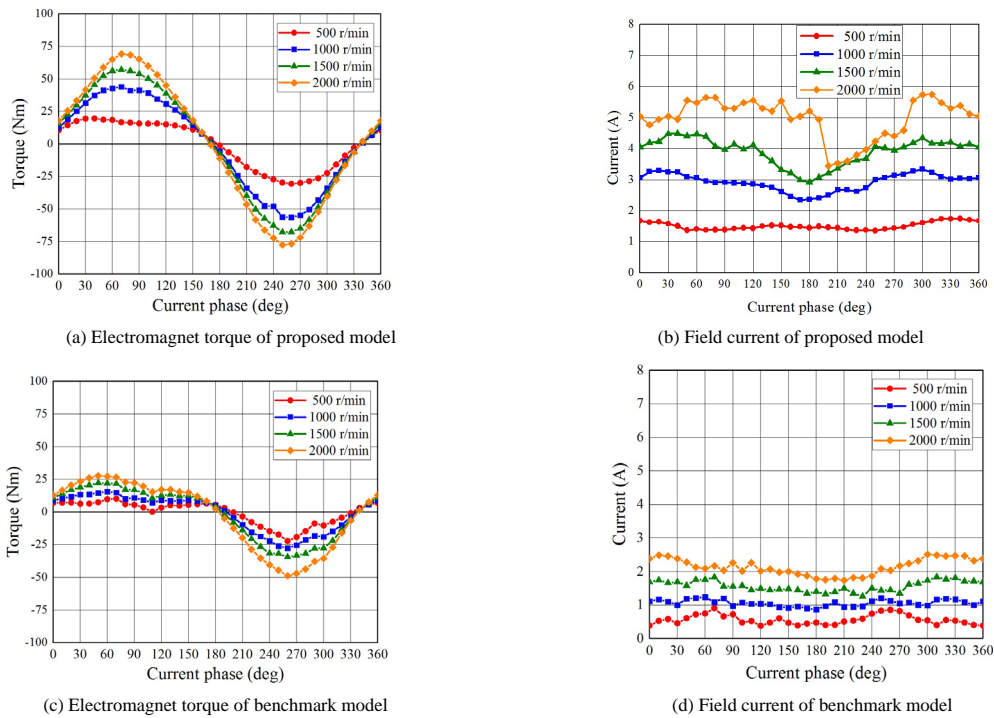 100
75
50
25
0
-25
-50
-75
-100
Torque (Nm)
500 r/min
1000 r/min
1500 r/min
2000 r/min
0 30 60 90 120 150 180 210 240 270 300 330 360
Current phase (deg)
(a) Electromagnet torque of proposed model
8
7
6
5
4
3
2
1
0
Current (A)
500 r/min
1000 r/min
1500 r/min
2000 r/min
0 30 60 90 120 150 180 210 240 270 300 330 360
Current phase (deg)
(b) Field current of proposed model
100
75
50
25
0
-25
-50
-75
-100
Torque (Nm)
500 r/min
1000 r/min
1500 r/min
2000 r/min
0 30 60 90 120 150 180 210 240 270 300 330 360
Current phase (deg)
(c) Electromagnet torque of benchmark model
8
7
6
5
4
3
2
1
0
Current (A)
500 r/min
1000 r/min
1500 r/min
2000 r/min
0 30 60 90 120 150 180 210 240 270 300 330 360
Current phase (deg)
(d) Field current of benchmark model